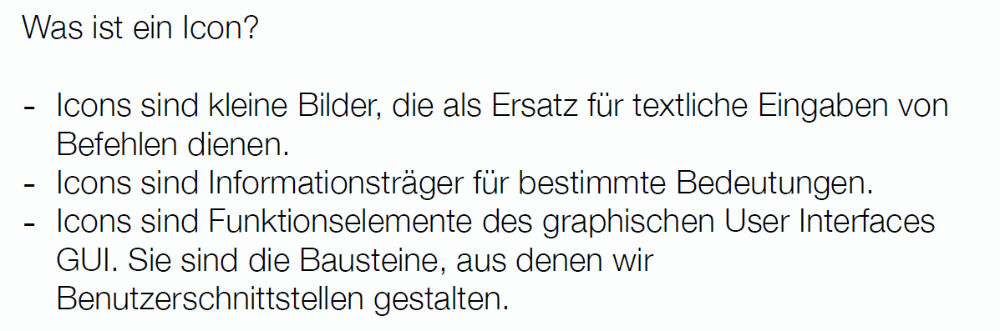 Was ist ein Icon?
- Icons sind kleine Bilder, die als Ersatz für textliche Eingaben von
Befehlen dienen.
- Icons sind Informationsträger für bestimmte Bedeutungen.
- Icons sind Funktionselemente des graphischen User Interfaces
GUI. Sie sind die Bausteine, aus denen wir
Benutzerschnittstellen gestalten.